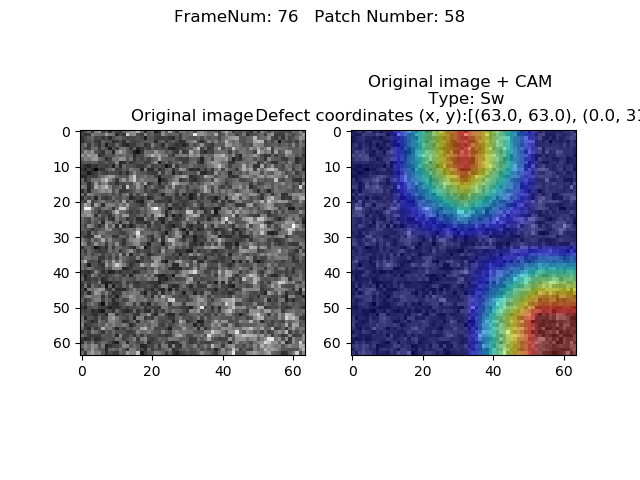 FrameNum: 76   Patch Number: 58
Original image + CAM
Type: Sw
Original image
Defect coordinates (x, y):[(63.0, 63.0), (0.0, 31
0
10
20
30
40
50
60
0 20 40 60
0
10
20
30
40
50
60
0 20 40 60